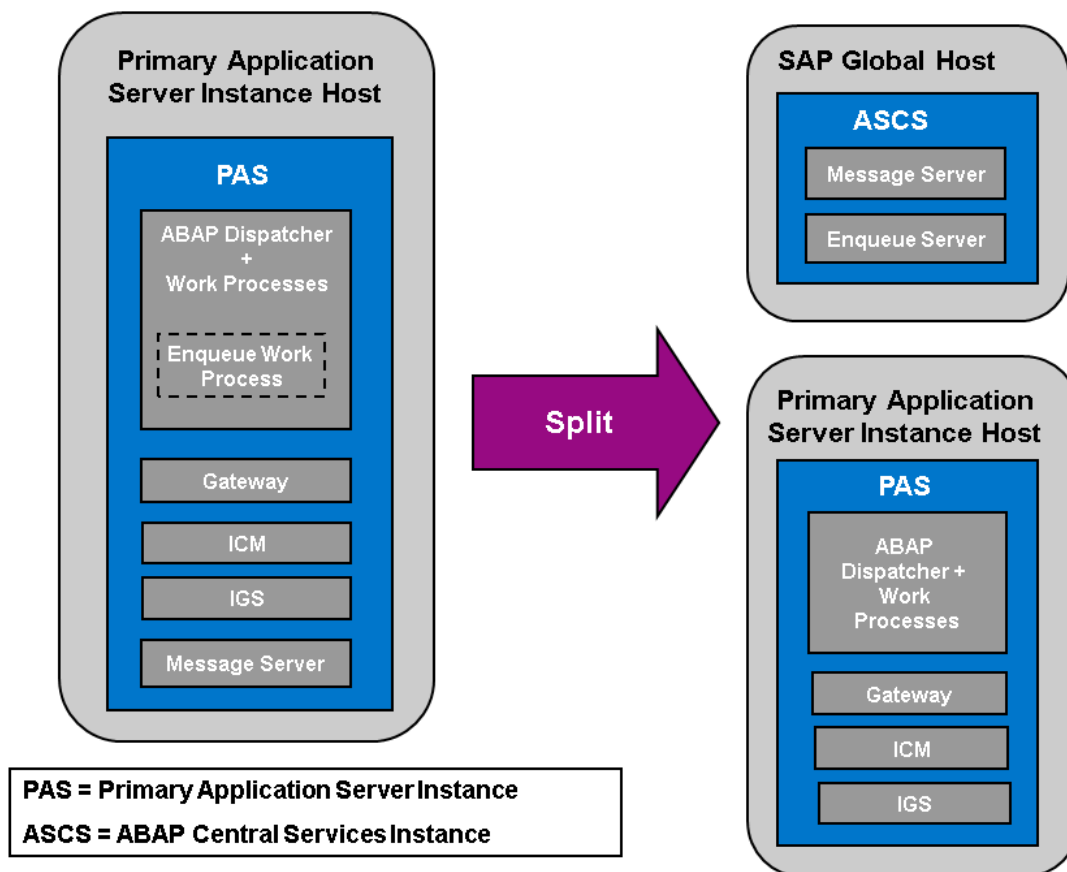 Primary Application
Server Instance Host
PAS
ABAP Dispatcher
+
Work Processes
Enqueue Work
Process
Gateway
ICM
IGS
Message Server
Split
SAP Global Host
ASCS
Message Server
Enqueue Server
Primary Application
Server Instance Host
PAS
ABAP
Dispatcher +
Work
Processes
Gateway
ICM
IGS
PAS = Primary Application Server Instance
ASCS = ABAP Central Services Instance